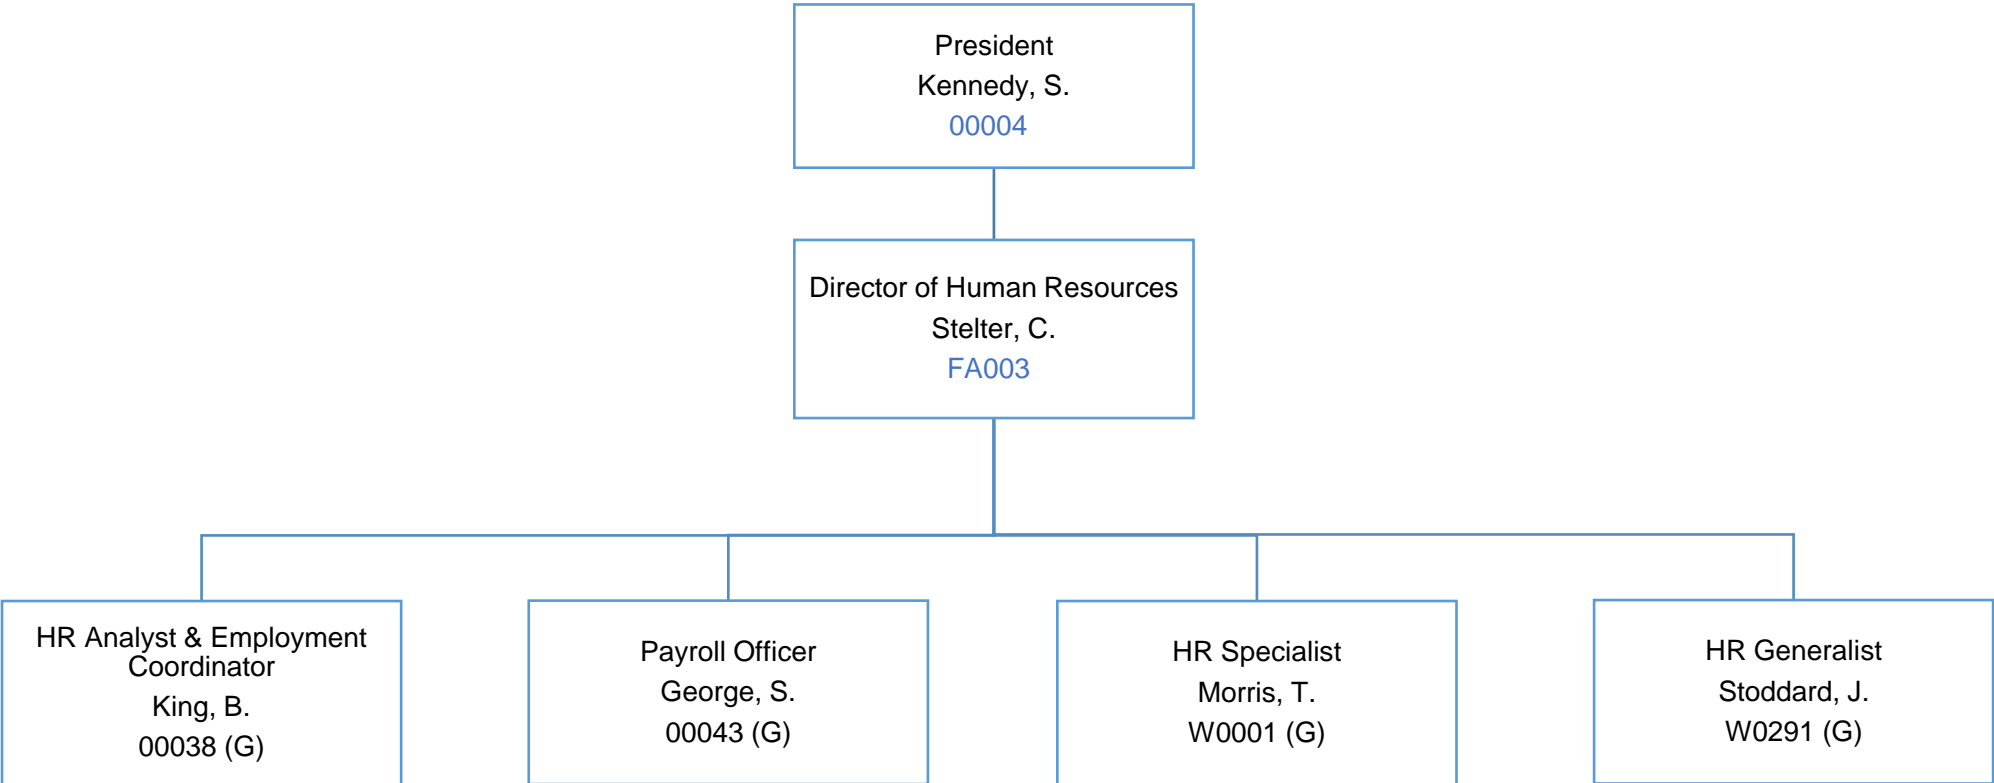 President
Kennedy, S.
00004
Director of Human Resources
Stelter, C.
FA003
HR Analyst & Employment
Coordinator
King, B.
00038 (G)
Payroll Officer
George, S.
00043 (G)
HR Specialist
Morris, T.
W0001 (G)
HR Generalist
Stoddard, J.
W0291 (G)